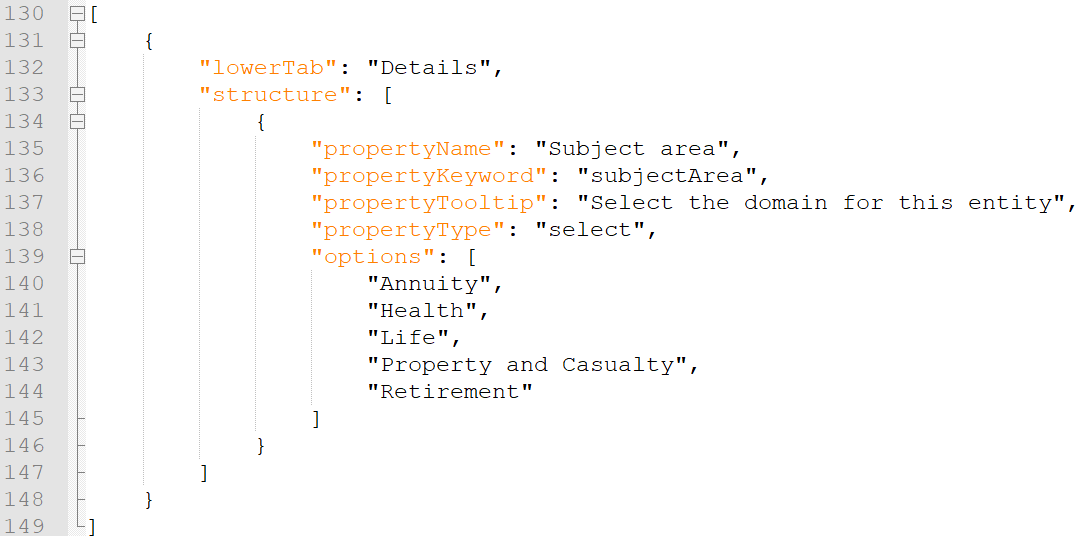 130 [
131     {
132         "lowerTab": "Details",
133         "structure": [
134             {
135                 "propertyName": "Subject area",
136                 "propertyKeyword": "subjectArea",
137                 "propertyTooltip": "Select the domain for this entity",
138                 "propertyType": "select",
139                 "options": [
140                     "Annuity",
141                     "Health",
142                     "Life",
143                     "Property and Casualty",
144                     "Retirement"
145                 ]
146             }
147         ]
148     }
149 ]